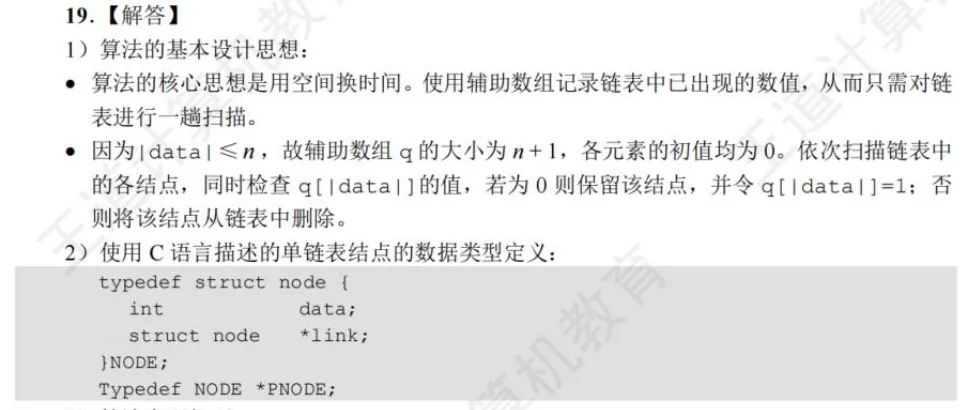 19.【解答】
1）算法的基本设计思想：
• 算法的核心思想是用空间换时间。使用辅助数组记录链表中已出现的数值，从而只需对链
表进行一趟扫描。
• 因为|data|≤n，故辅助数组 q 的大小为 n+1，各元素的初值均为 0。依次扫描链表中
的各结点，同时检查 q[|data|]的值，若为 0 则保留该结点，并令 q[|data|]=1；否
则将该结点从链表中删除。
2）使用 C 语言描述的单链表结点的数据类型定义：
typedef struct node {
int data;
struct node *link;
}NODE;
Typedef NODE *PNODE;